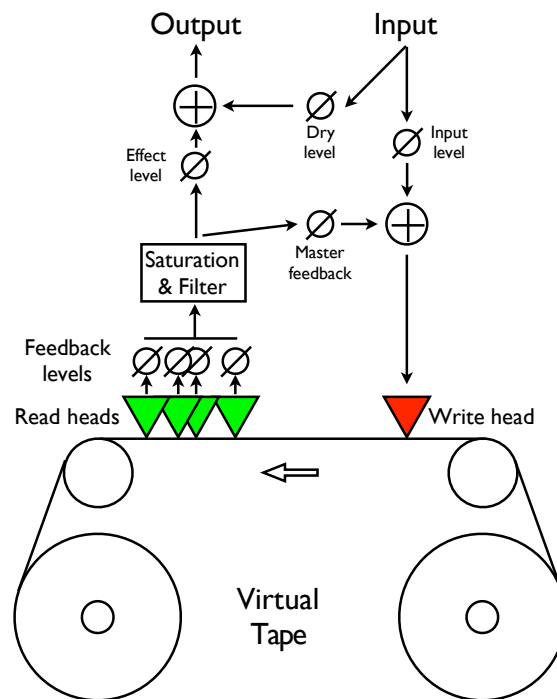 Output
Input
Dry
level
Input
level
Effect
level
Master
feedback
Saturation
& Filter
Feedback
levels
Read heads
Write head
Virtual
Tape